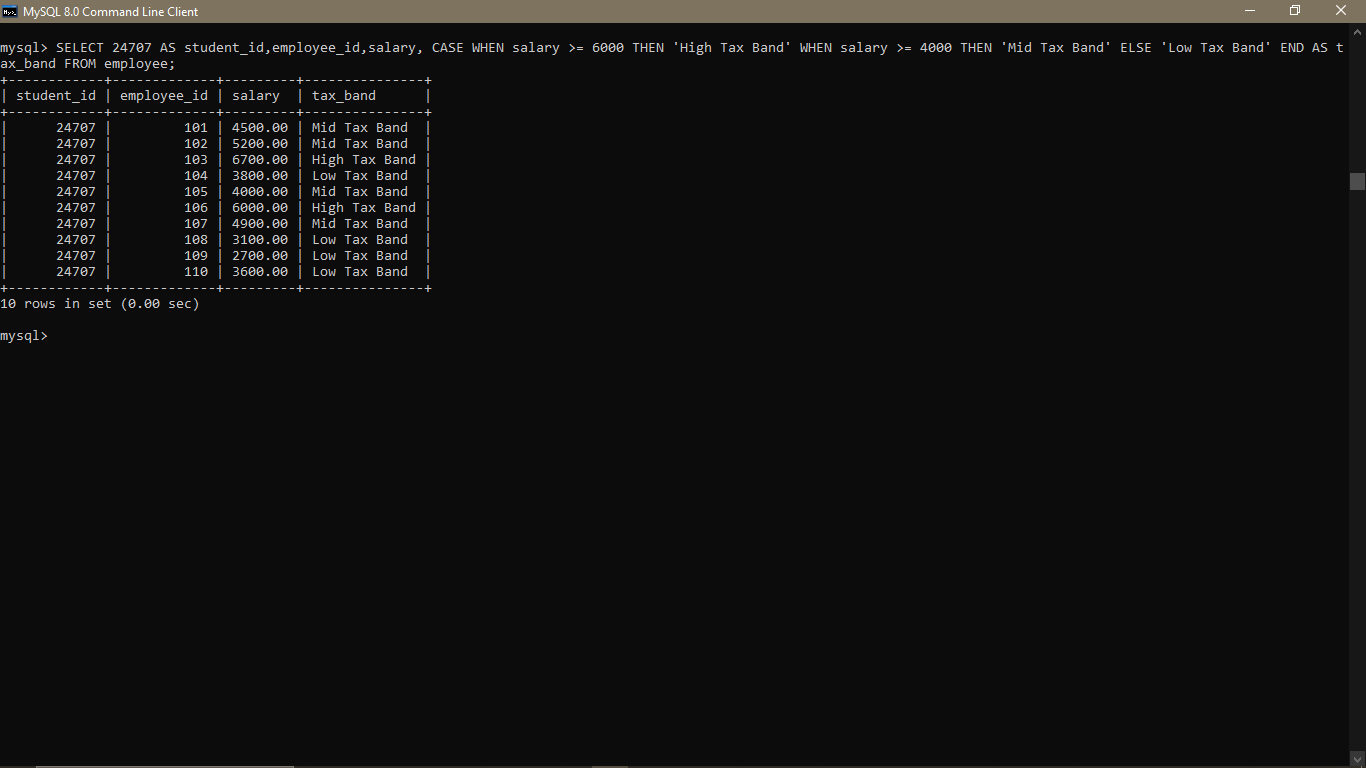 MySQL 8.0 Command Line Client
mysql> SELECT 24707 AS student_id,employee_id,salary, CASE WHEN salary >= 6000 THEN 'High Tax Band' WHEN salary >= 4000 THEN 'Mid Tax Band' ELSE 'Low Tax Band' END AS t
ax_band FROM employee;
+------------+-------------+---------+---------------+
| student_id | employee_id | salary  | tax_band      |
+------------+-------------+---------+---------------+
|      24707 |         101 | 4500.00 | Mid Tax Band  |
|      24707 |         102 | 5200.00 | Mid Tax Band  |
|      24707 |         103 | 6700.00 | High Tax Band |
|      24707 |         104 | 3800.00 | Low Tax Band  |
|      24707 |         105 | 4000.00 | Mid Tax Band  |
|      24707 |         106 | 6000.00 | High Tax Band |
|      24707 |         107 | 4900.00 | Mid Tax Band  |
|      24707 |         108 | 3100.00 | Low Tax Band  |
|      24707 |         109 | 2700.00 | Low Tax Band  |
|      24707 |         110 | 3600.00 | Low Tax Band  |
+------------+-------------+---------+---------------+
10 rows in set (0.00 sec)
mysql>